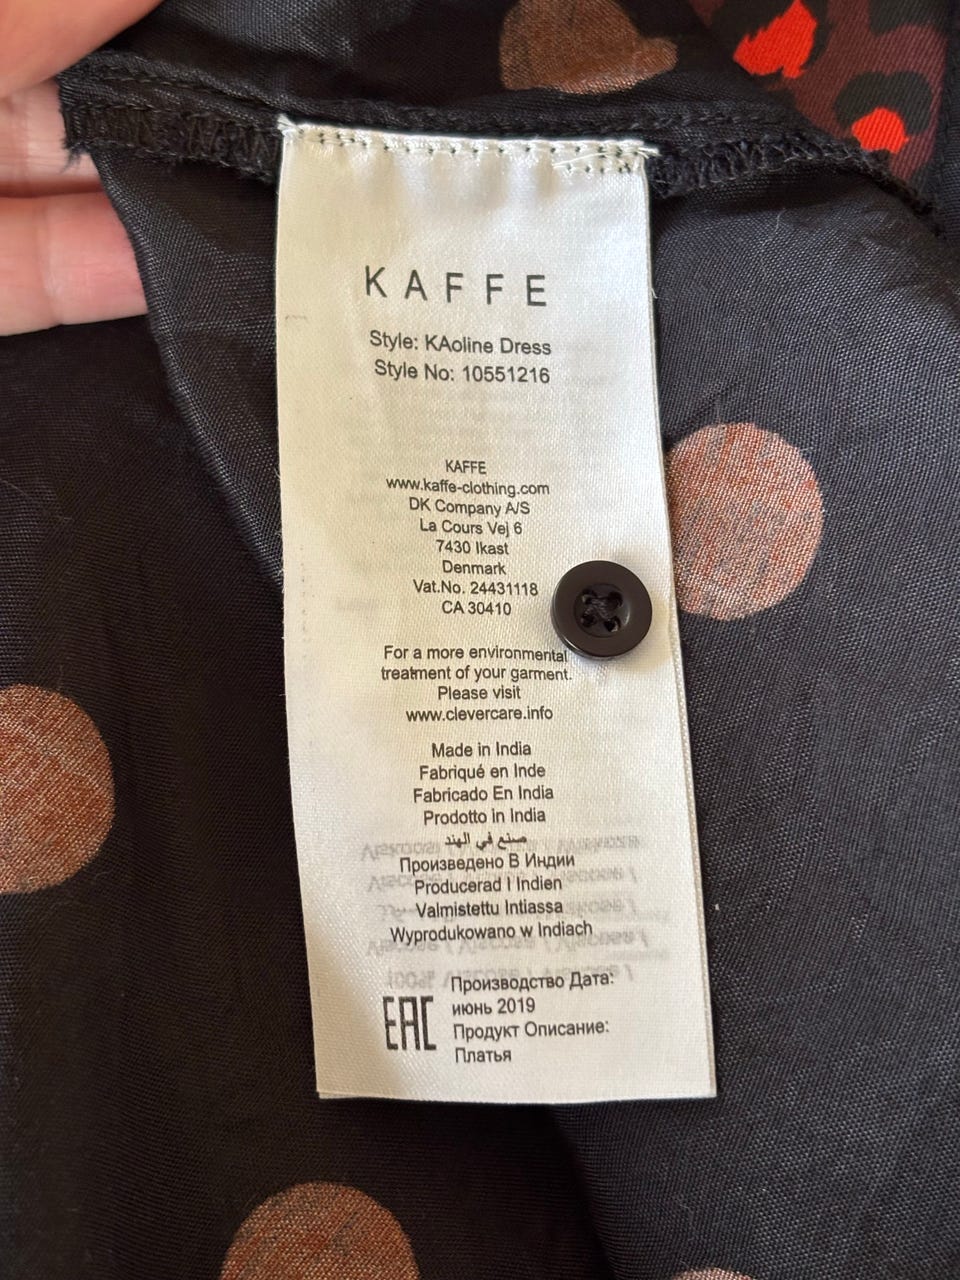 KAFFE
Style: KAoline Dress
Style No: 10551216
KAFFE
www.kaffe-clothing.com
DK Company A/S
La Cours Vej 6
7430 Ikast
Denmark
Vat.No. 24431118
CA 30410
For a more environmental
treatment of your garment.
Please visit
www.clevercare.info
Made in India
Fabriqué en Inde
Fabricado En India
Prodotto in India
صنع في الهند
Произведено В Индии
Producerad I Indien
Valmistettu Intiassa
Wyprodukowano w Indiach
EAC
Производство Дата:
июнь 2019
Продукт Описание:
Платья